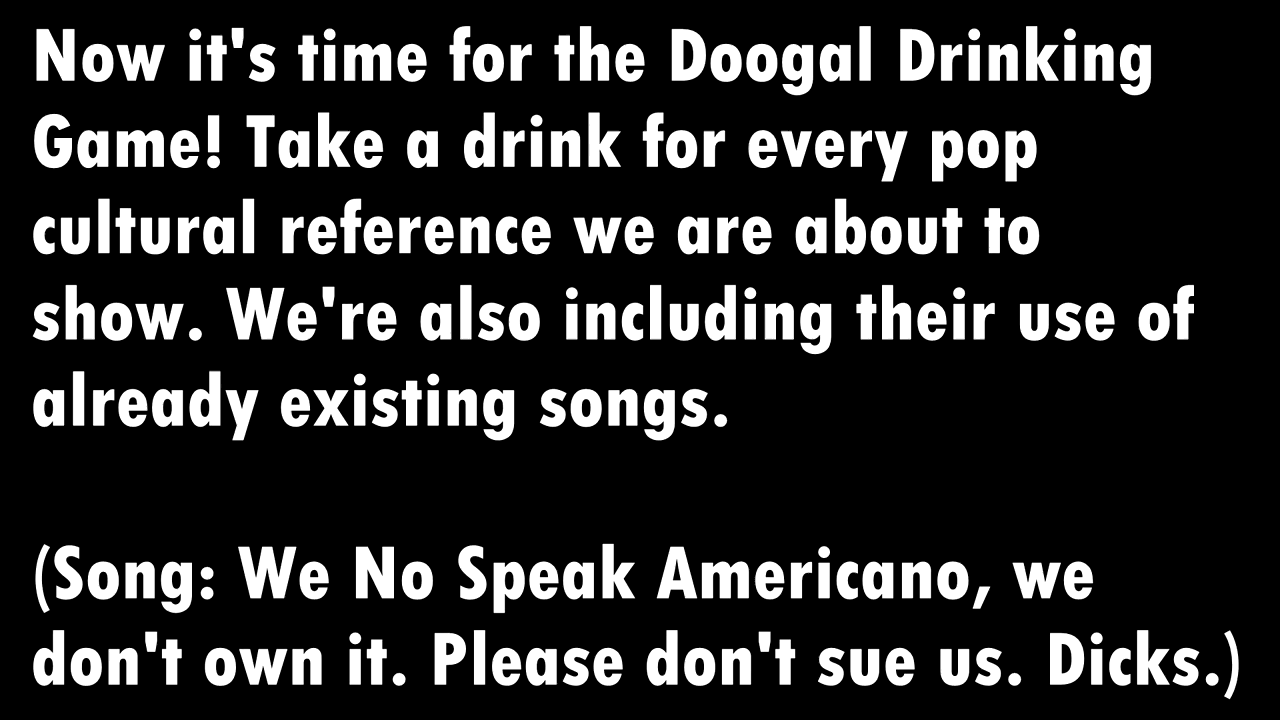 Now it's time for the Doogal Drinking
Game! Take a drink for every pop
cultural reference we are about to
show. We're also including their use of
already existing songs.
(Song: We No Speak Americano, we
don't own it. Please don't sue us. Dicks.)